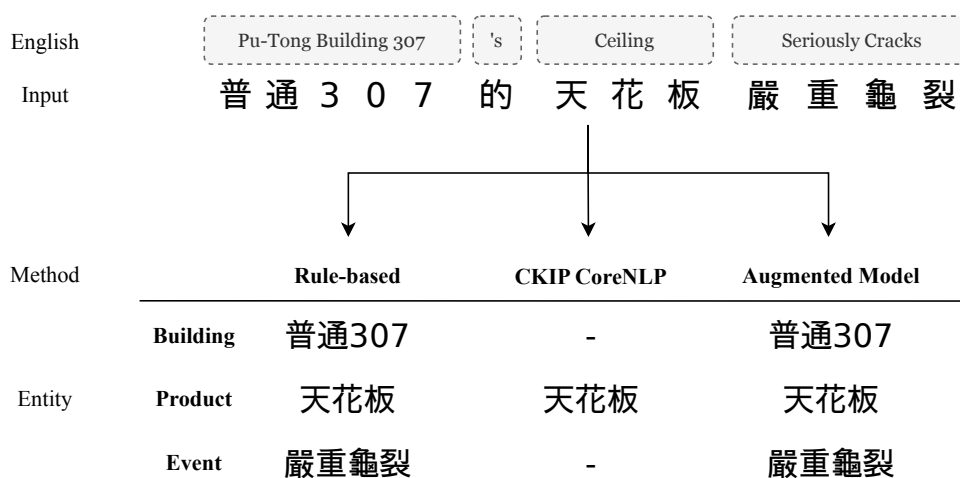 English Pu-Tong Building 307 's Ceiling Seriously Cracks
Input 普通307 的 天花板 嚴重龜裂
Method Rule-based CKIP CoreNLP Augmented Model
Building 普通307 - 普通307
Entity Product 天花板 天花板 天花板
Event 嚴重龜裂 - 嚴重龜裂